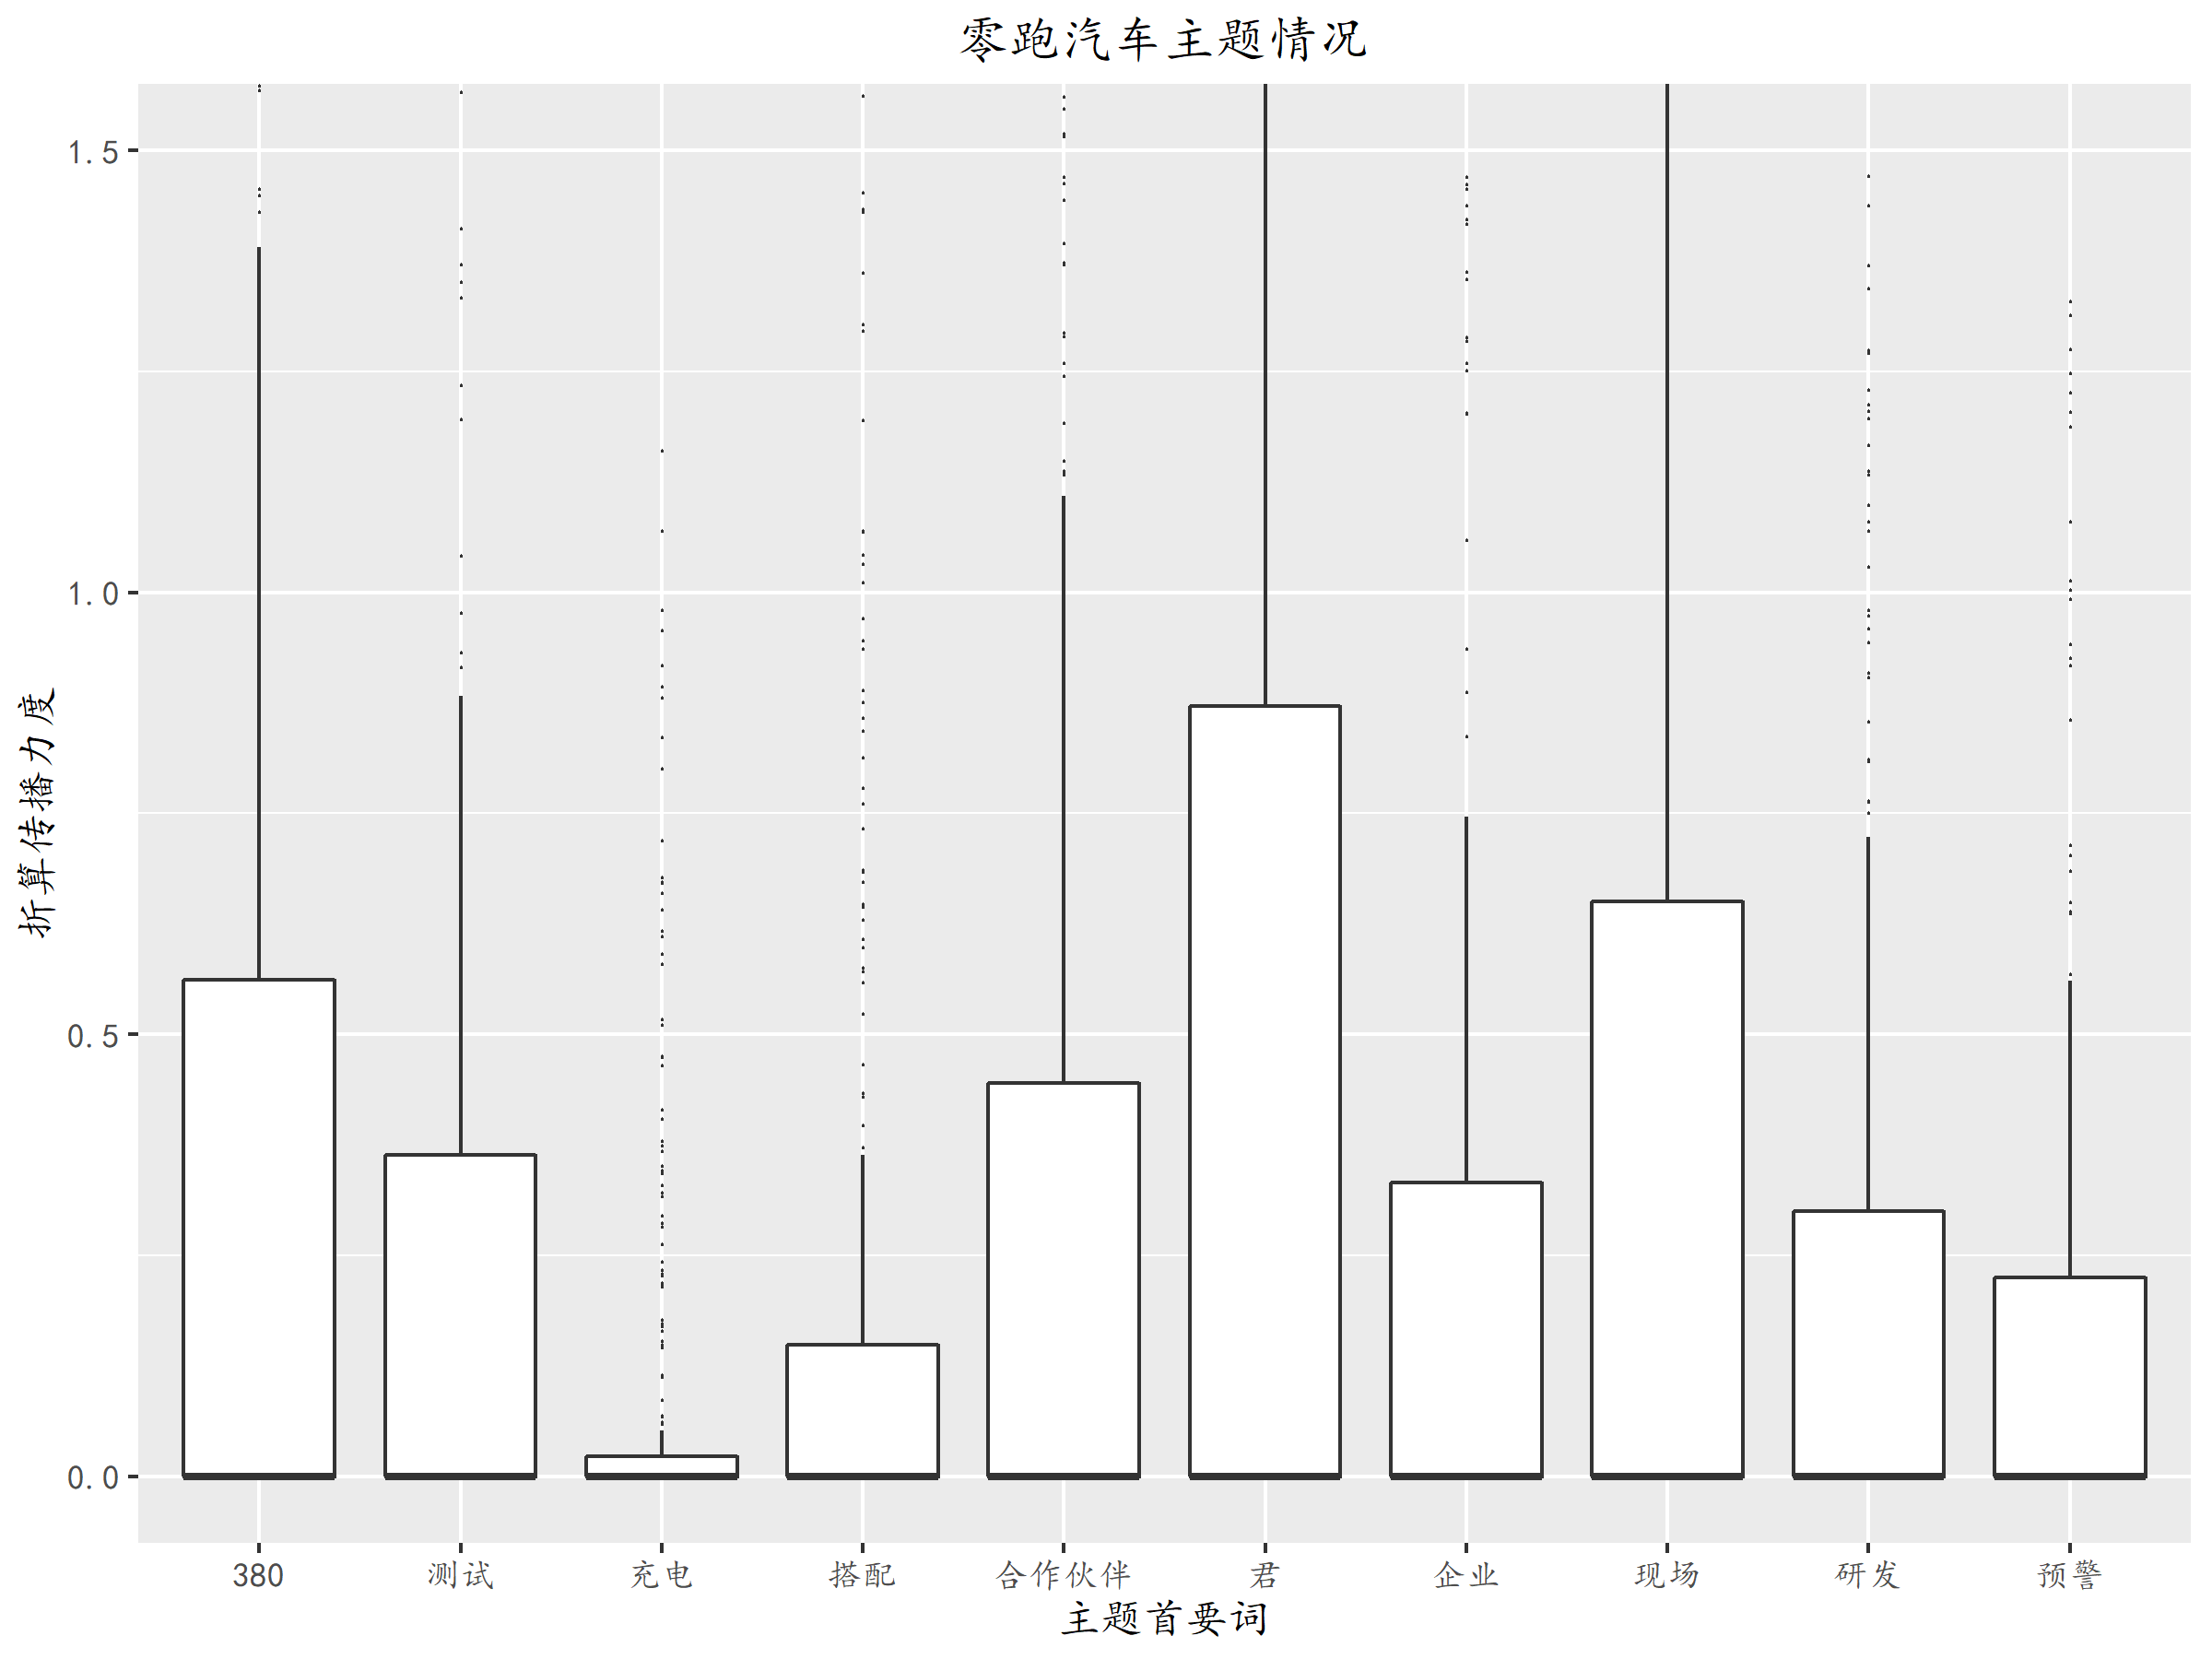 零跑汽车主题情况
折算传播力度
1.5
1.0
0.5
0.0
380 测试 充电 搭配 合作伙伴 君 企业 现场 研发 预警
主题首要词